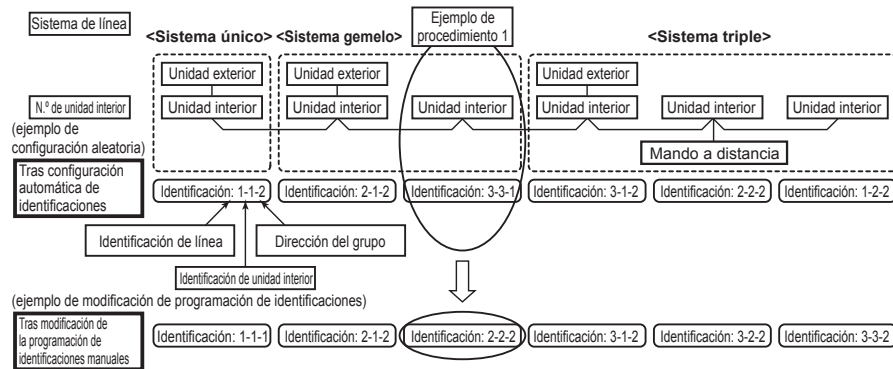 Sistema de línea
<Sistema único>
<Sistema gemelo>
Ejemplo de
procedimiento 1
<Sistema triple>
Unidad exterior
Unidad exterior
Unidad exterior
N.º de unidad interior
Unidad interior
Unidad interior
Unidad interior
Unidad interior
Unidad interior
Unidad interior
(ejemplo de
configuración aleatoria)
Mando a distancia
Tras configuración
automática de
identificaciones
Identificación: 1-1-2
Identificación: 2-1-2
Identificación: 3-3-1
Identificación: 3-1-2
Identificación: 2-2-2
Identificación: 1-2-2
Identificación de línea
Dirección del grupo
Identificación de unidad interior
(ejemplo de modificación de programación de identificaciones)
Tras modificación de
la programación de
identificaciones manuales
Identificación: 1-1-1
Identificación: 2-1-2
Identificación: 2-2-2
Identificación: 3-1-2
Identificación: 3-2-2
Identificación: 3-3-2